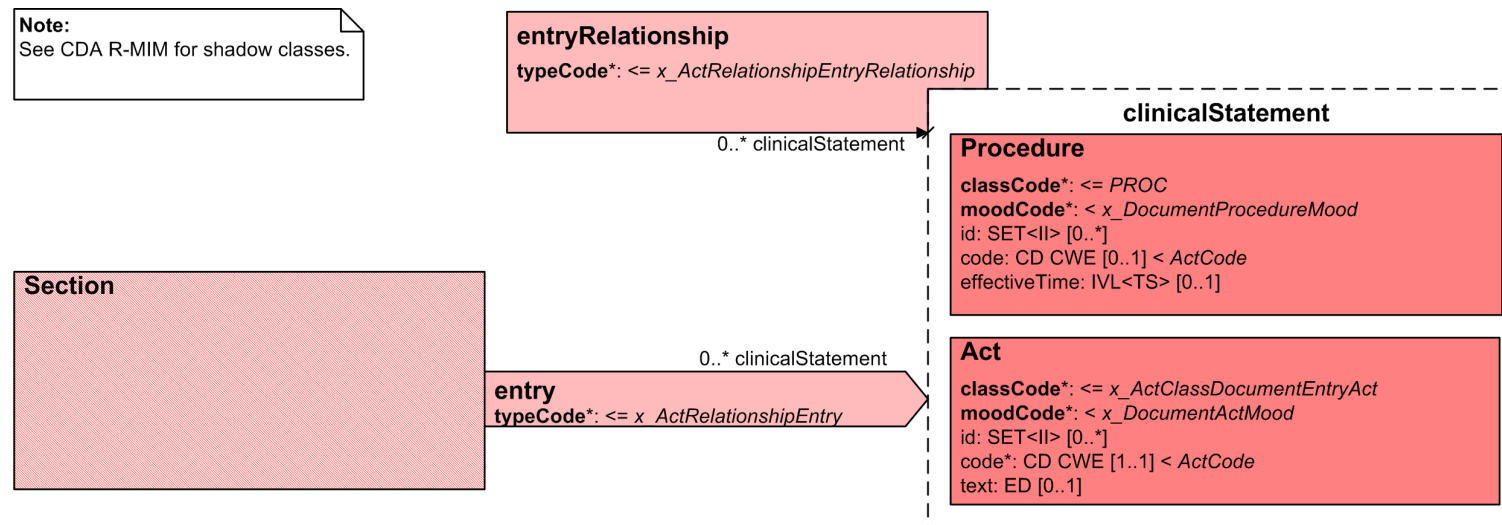 Note:
See CDA R-MIM for shadow classes.
entryRelationship
typeCode*: <= x_ActRelationshipEntryRelationship
0..* clinicalStatement
clinicalStatement
Procedure
classCode*: <= PROC
moodCode*: < x_DocumentProcedureMood
id: SET<II> [0..*]
code: CD CWE [0..1] < ActCode
effectiveTime: IVL<TS> [0..1]
Section
0..* clinicalStatement
entry
typeCode*: <= x_ActRelationshipEntry
Act
classCode*: <= x_ActClassDocumentEntryAct
moodCode*: < x_DocumentActMood
id: SET<II> [0..*]
code*: CD CWE [1..1] < ActCode
text: ED [0..1]